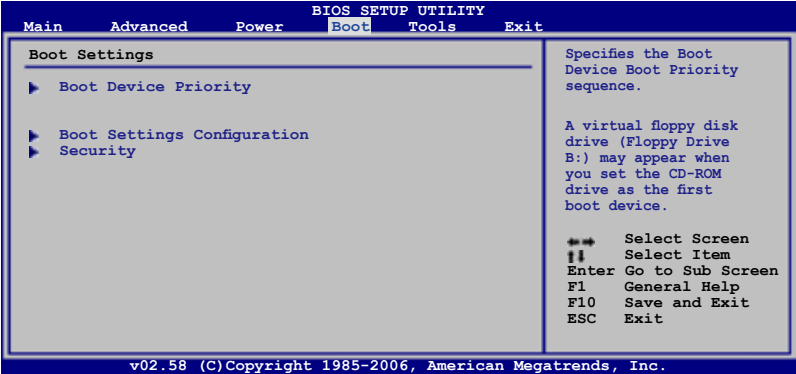 BIOS SETUP UTILITY
Main Advanced Power Boot Tools Exit
Boot Settings
Boot Device Priority
Boot Settings Configuration
Security
Specifies the Boot
Device Boot Priority
sequence.
A virtual floppy disk
drive (Floppy Drive
B:) may appear when
you set the CD-ROM
drive as the first
boot device.
Select Screen
Select Item
Enter Go to Sub Screen
F1 General Help
F10 Save and Exit
ESC Exit
v02.58 (C)Copyright 1985-2006, American Megatrends, Inc.